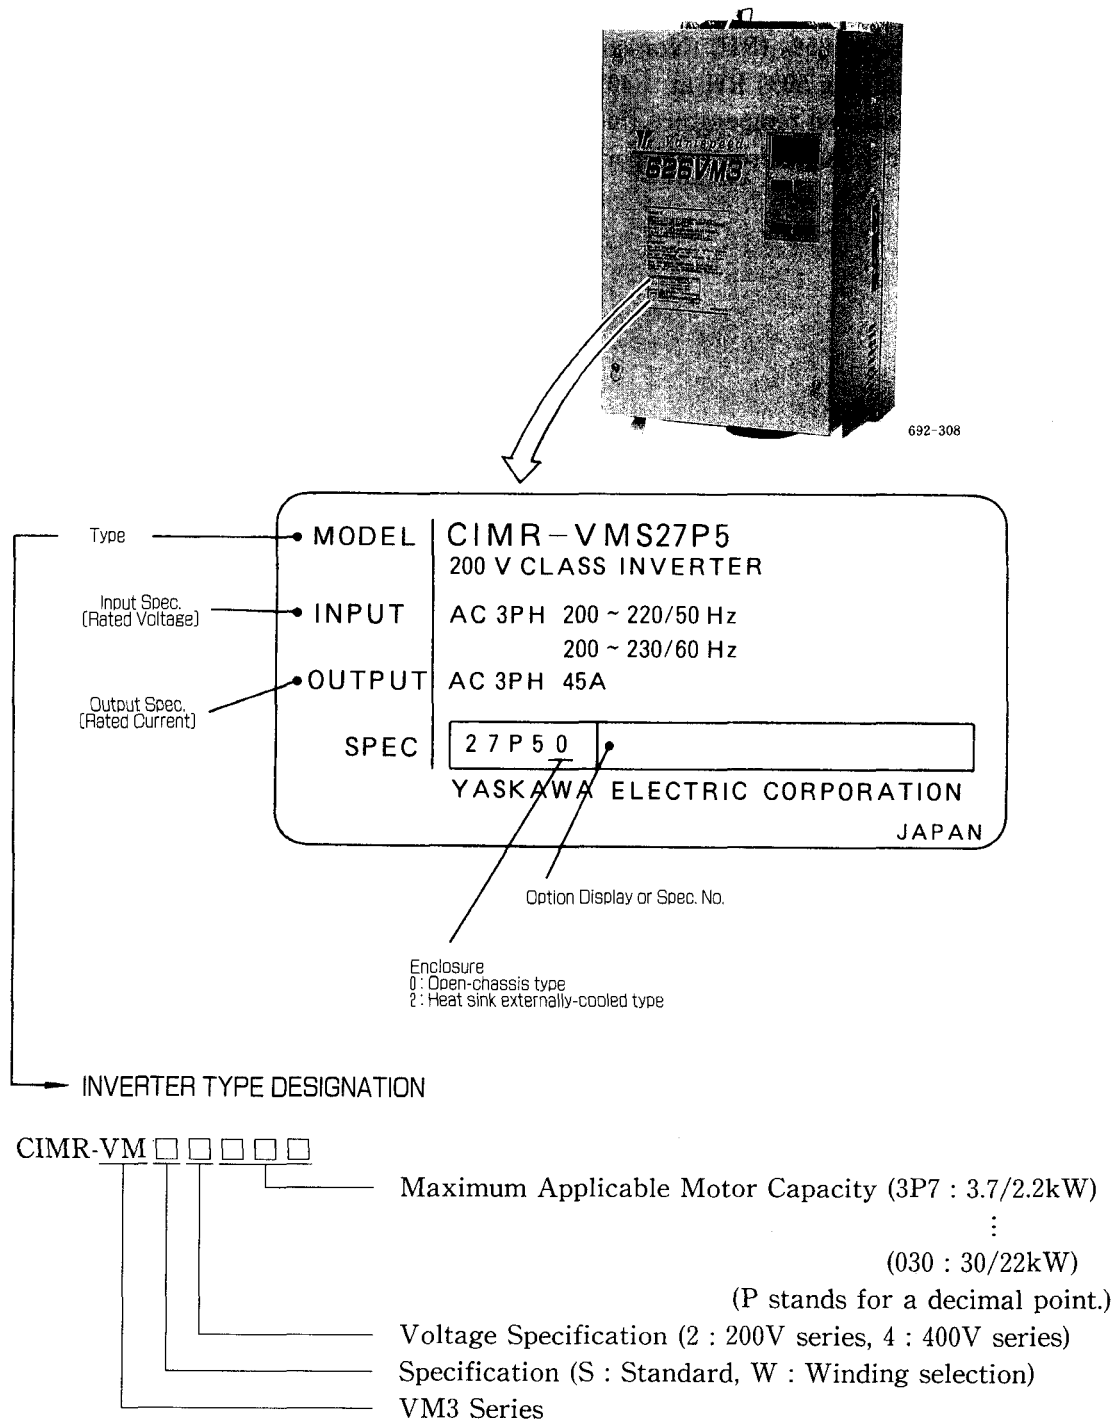 Varispeed
626VM3
692-308
Type
MODEL
CIMR-VMS27P5
200 V CLASS INVERTER
Input Spec.
(Rated Voltage)
INPUT
AC 3PH 200 ~ 220/50 Hz
200 ~ 230/60 Hz
Output Spec.
(Rated Current)
OUTPUT
AC 3PH 45A
SPEC
27P50
YASKAWA ELECTRIC CORPORATION
JAPAN
Option Display or Spec. No.
Enclosure
0: Open-chassis type
2: Heat sink externally-cooled type
INVERTER TYPE DESIGNATION
CIMR-VM□□□□□
Maximum Applicable Motor Capacity (3P7 : 3.7/2.2kW)
⋮
(030 : 30/22kW)
(P stands for a decimal point.)
Voltage Specification (2 : 200V series, 4 : 400V series)
Specification (S : Standard, W : Winding selection)
VM3 Series